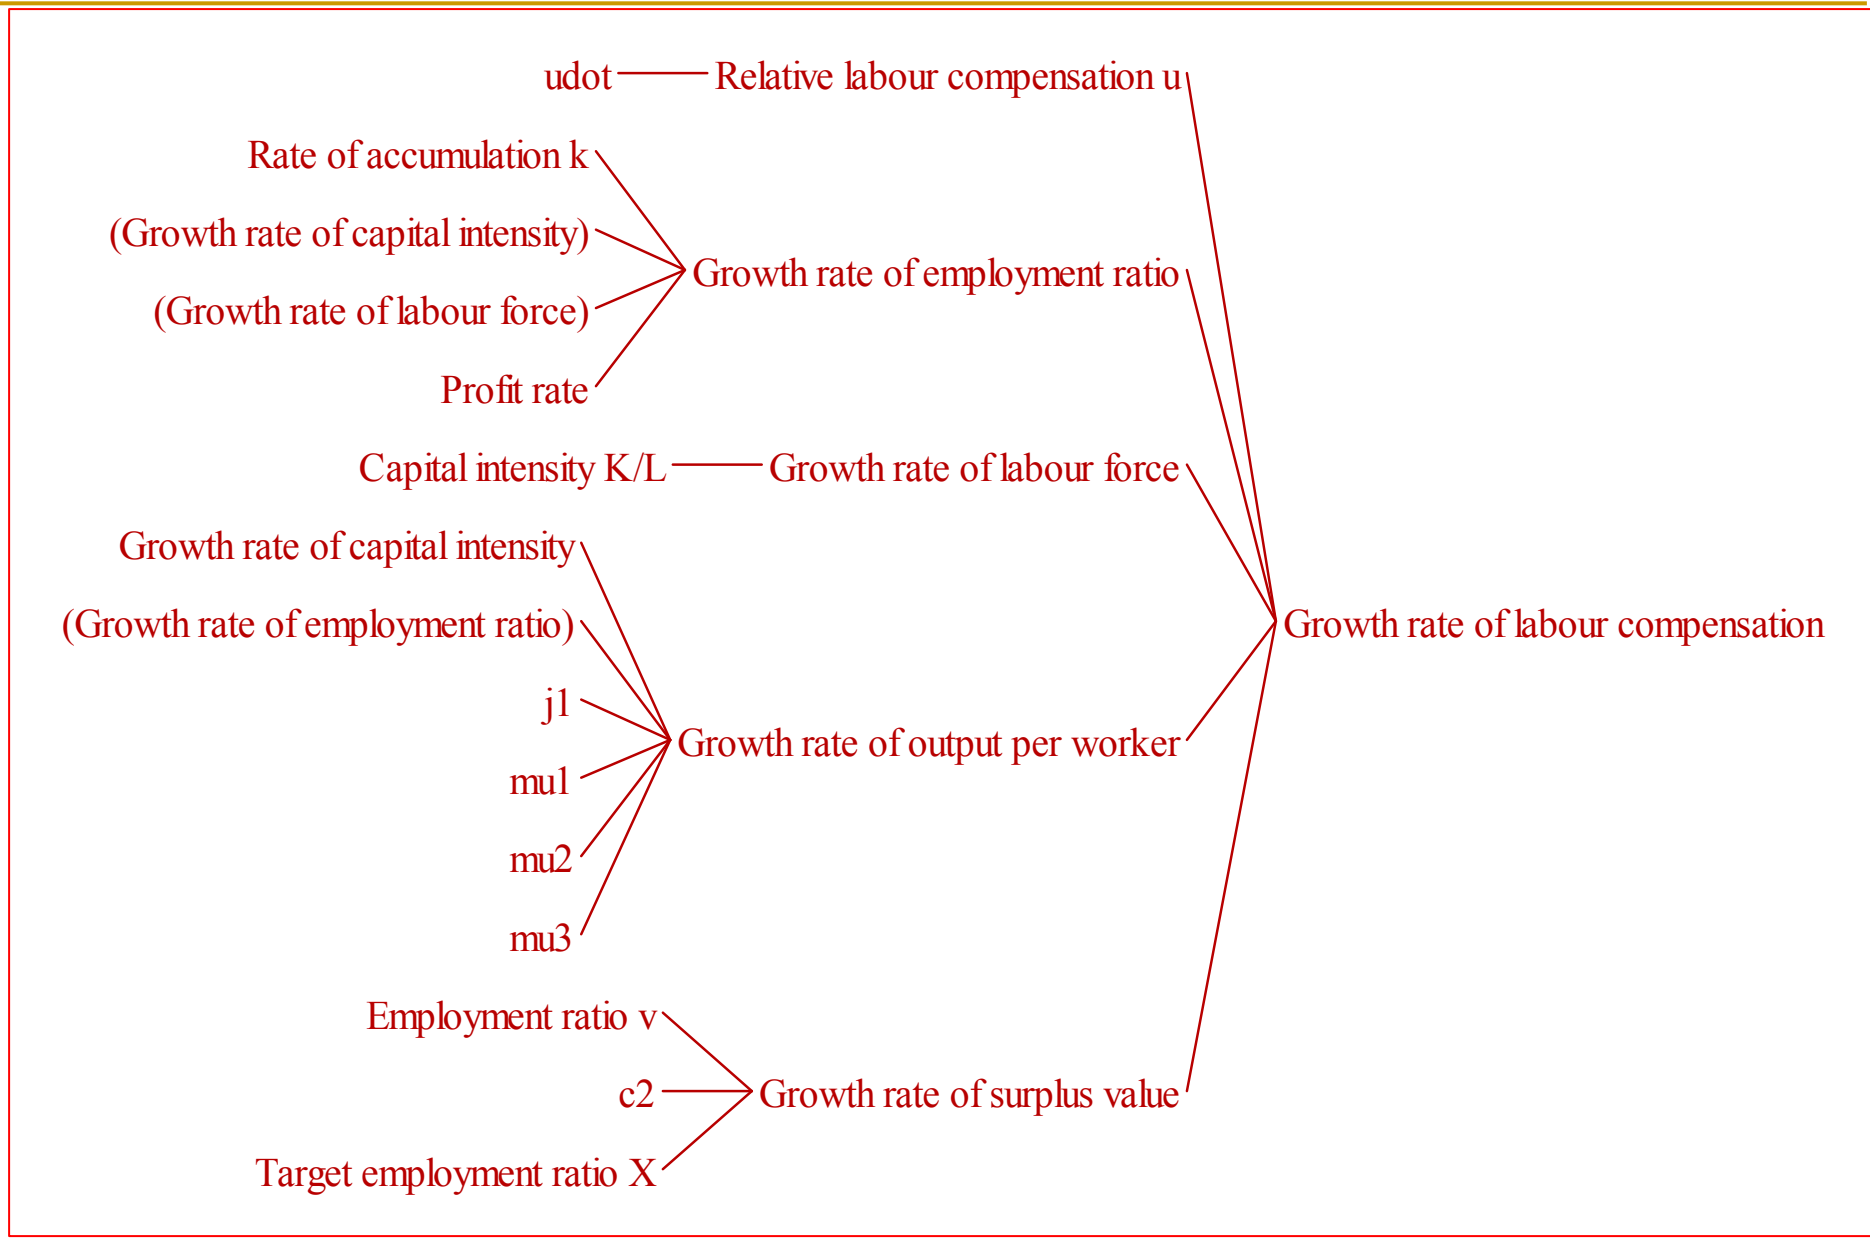 udot
Relative labour compensation u
Rate of accumulation k
(Growth rate of capital intensity)
Growth rate of employment ratio
(Growth rate of labour force)
Profit rate
Capital intensity K/L
Growth rate of labour force
Growth rate of capital intensity
(Growth rate of employment ratio)
Growth rate of labour compensation
j1
Growth rate of output per worker
mu1
mu2
mu3
Employment ratio v
c2
Growth rate of surplus value
Target employment ratio X